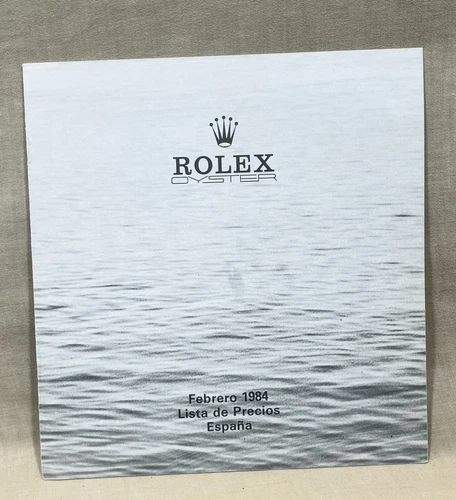 ROLEX
OYSTER
Febrero 1984
Lista de Precios
España